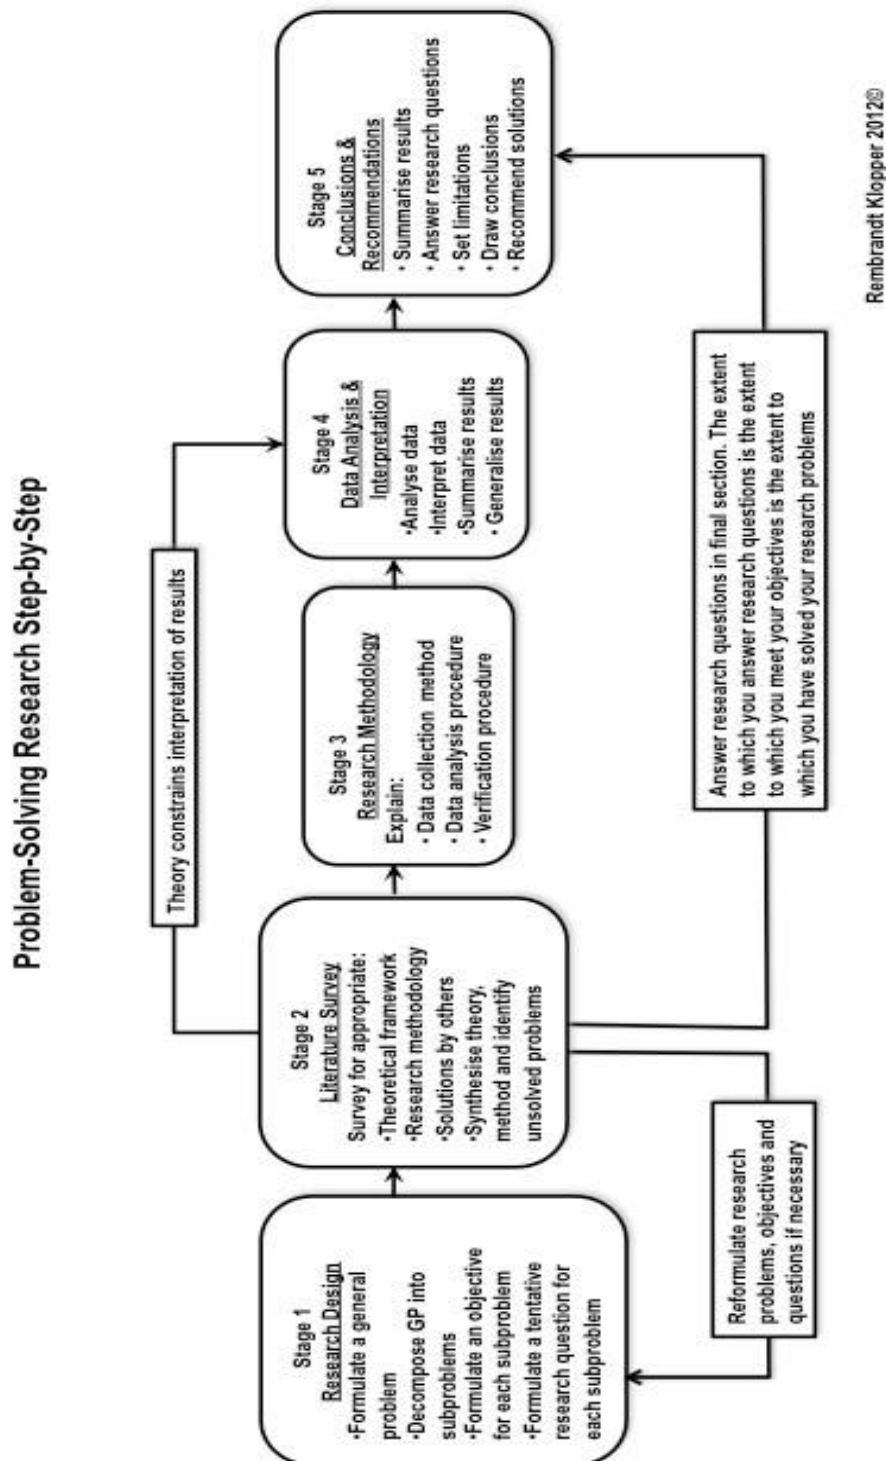 Problem-Solving Research Step-by-Step
Theory constrains interpretation of results
Stage 1
Research Design
•Formulate a general
problem
•Decompose GP into
subproblems
•Formulate an objective
for each subproblem
•Formulate a tentative
research question for
each subproblem
Stage 2
Literature Survey
Survey for appropriate:
•Theoretical framework
•Research methodology
•Solutions by others
•Synthesise theory,
method and identify
unsolved problems
Stage 3
Research Methodology
Explain:
• Data collection method
• Data analysis procedure
• Verification procedure
Stage 4
Data Analysis &
Interpretation
•Analyse data
•Interpret data
•Summarise results
• Generalise results
Stage 5
Conclusions &
Recommendations
• Summarise results
• Answer research questions
• Set limitations
• Draw conclusions
• Recommend solutions
Reformulate research
problems, objectives and
questions if necessary
Answer research questions in final section. The extent
to which you answer research questions is the extent
to which you meet your objectives is the extent to
which you have solved your research problems
Rembrandt Klopper 2012©